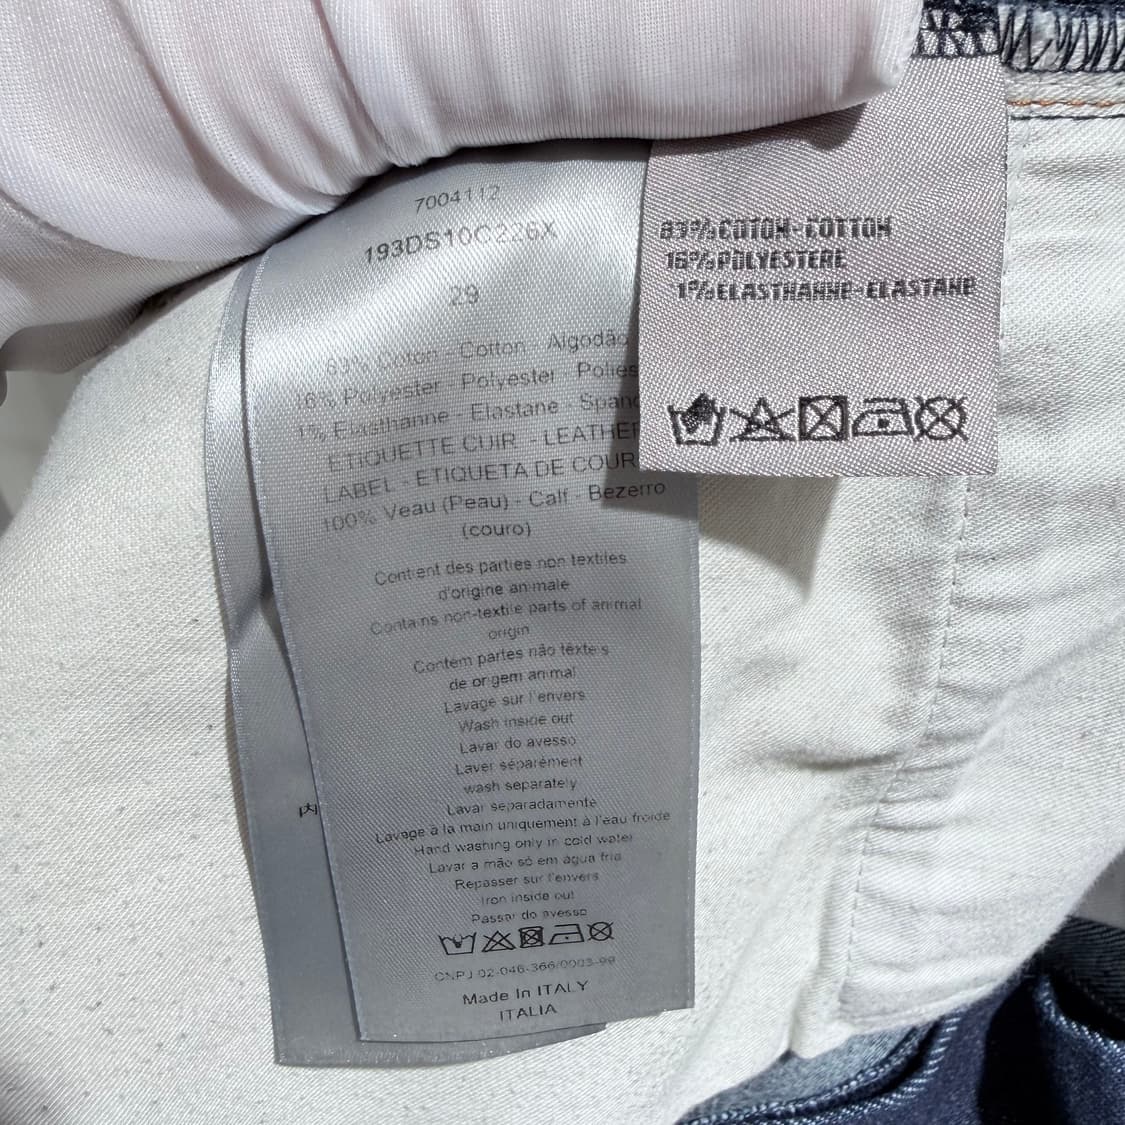 7004112
193DS10C226X
29
83% Coton - Cotton - Algodão
16% Polyester - Polyester - Polies
1% Elasthanne - Elastane - Span
ETIQUETTE CUIR - LEATHER
LABEL - ETIQUETA DE COUR
100% Veau (Peau) - Calf - Bezerro
(couro)
Contient des parties non textiles
d'origine animale
Contains non-textile parts of animal
origin
Contém partes não têxteis
de origem animal
Lavage sur l'envers
Wash inside out
Lavar do avesso
Laver séparément
wash separately
Lavar separadamente
Lavage à la main uniquement à l'eau froide
Hand washing only in cold water
Lavar a mão só em água fria
Repasser sur l'envers
Iron inside out
Passar do avesso
CNPJ 02-046-366/0003-99
Made In ITALY
ITALIA
83%COTON-COTTON
16%POLYESTERE
1%ELASTHANNE-ELASTANE
内